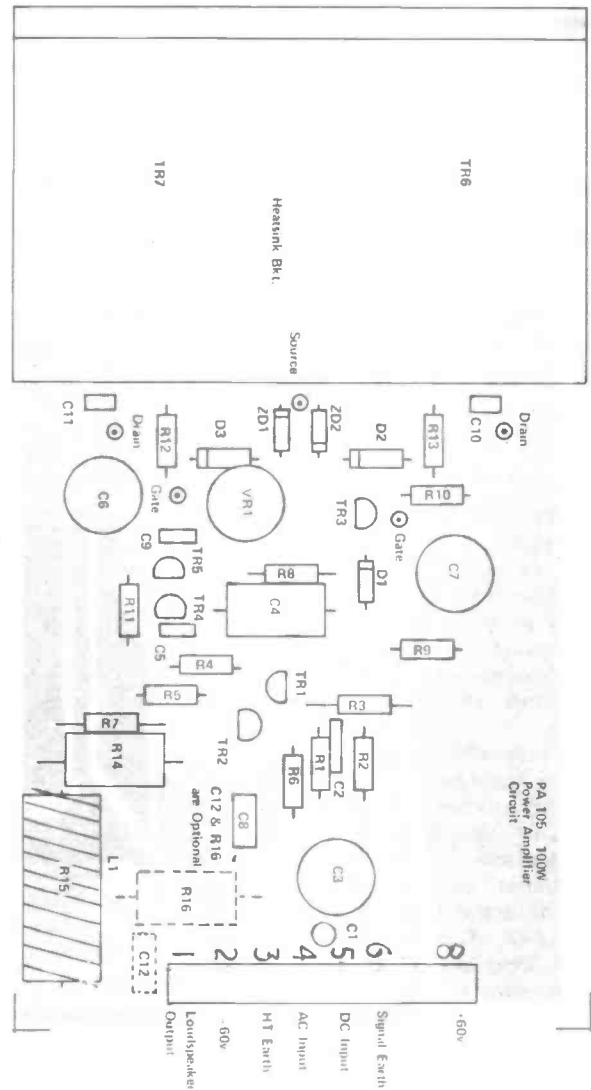 TR7
TR6
Heatsink Bkt.
Source
C11
Drain
R12
D3
ZD1
ZD2
D2
R13
C10
Drain
C6
Gate
VR1
TR3
R10
Gate
C9
TR5
R8
D1
C7
R11
TR4
C4
C5
R4
R9
R5
TR1
R3
R7
TR2
R14
R6
R1
C2
R2
PA 105 100W
Power Amplifier
Circuit
C12 & R16
are Optional
C8
R15
L1
R16
C3
C1
C12
1
2
3
4
5
6
8
Loudspeaker
Output
60v
HT Earth
AC Input
DC Input
Signal Earth
60v